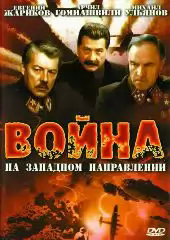 ЕВГЕНИЙ АРЧИЛ МИХАИЛ
ЖАРИКОВ ГОМИАШВИЛИ УЛЬЯНОВ
ВОЙНА
НА ЗАПАДНОМ НАПРАВЛЕНИИ
DVD